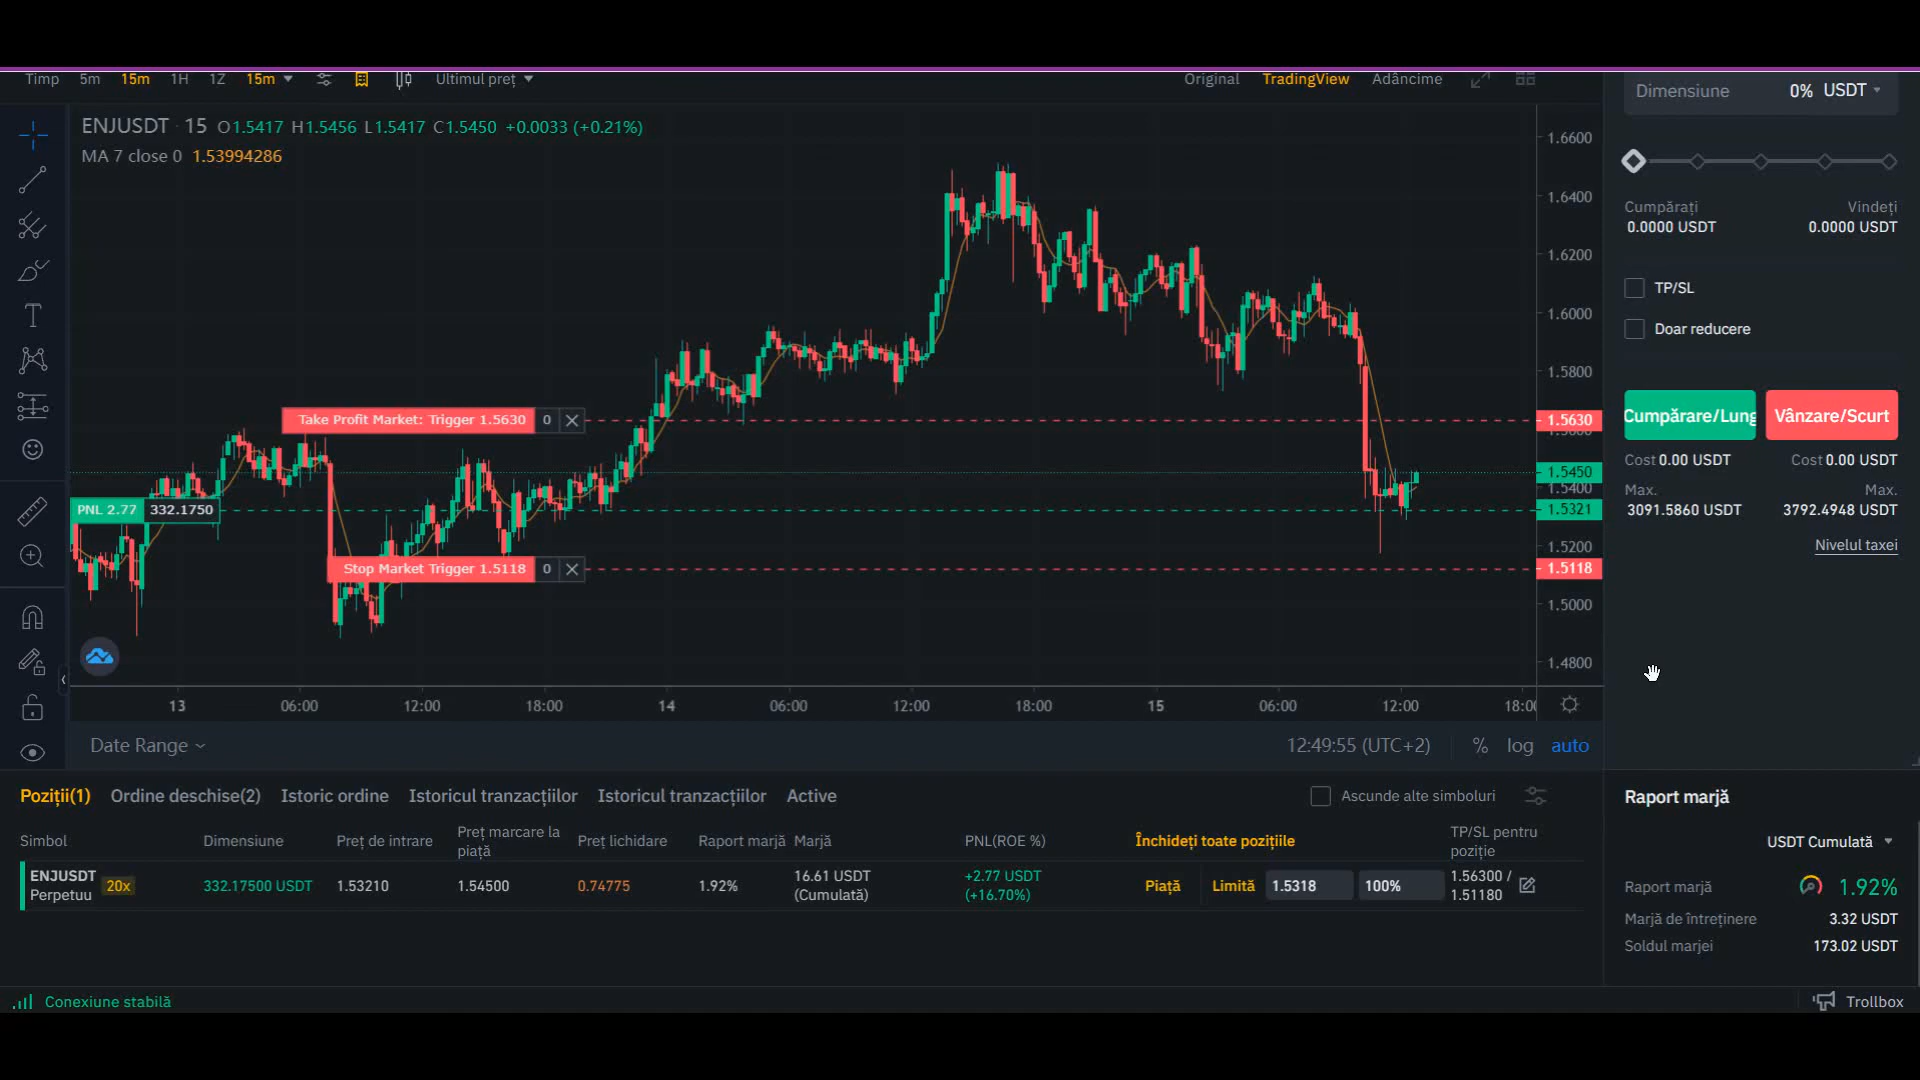 Timp 5m 15m 1H 1Z 15m Ultimul preț Original TradingView Adâncime
Dimensiune 0% USDT
ENJUSDT · 15 O1.5417 H1.5456 L1.5417 C1.5450 +0.0033 (+0.21%)
MA 7 close 0 1.53994286
1.6600
1.6400
1.6200
1.6000
1.5800
1.5630
1.5450
1.5400
1.5321
1.5200
1.5118
1.5000
1.4800
Take Profit Market: Trigger 1.5630 0
PNL 2.77 332.1750
Stop Market Trigger 1.5118 0
13 06:00 12:00 18:00 14 06:00 12:00 18:00 15 06:00 12:00
Date Range 12:49:55 (UTC+2) % log auto
Cumpărați Vindeți
0.0000 USDT 0.0000 USDT
TP/SL
Doar reducere
Cumpărare/Lung Vânzare/Scurt
Cost 0.00 USDT Cost 0.00 USDT
Max. Max.
3091.5860 USDT 3792.4948 USDT
Nivelul taxei
Poziții(1) Ordine deschise(2) Istoric ordine Istoricul tranzacțiilor Istoricul tranzacțiilor Active Ascunde alte simboluri
Simbol Dimensiune Preț de intrare Preț marcare la piață Preț lichidare Raport marjă Marjă PNL(ROE %) Închideți toate pozițiile TP/SL pentru poziție
ENJUSDT Perpetuu 20x 332.17500 USDT 1.53210 1.54500 0.74775 1.92% 16.61 USDT (Cumulată) +2.77 USDT (+16.70%) Piață Limită 1.5318 100% 1.56300 / 1.51180
Raport marjă
USDT Cumulată
Raport marjă 1.92%
Marjă de întreținere 3.32 USDT
Soldul marjei 173.02 USDT
Conexiune stabilă Trollbox